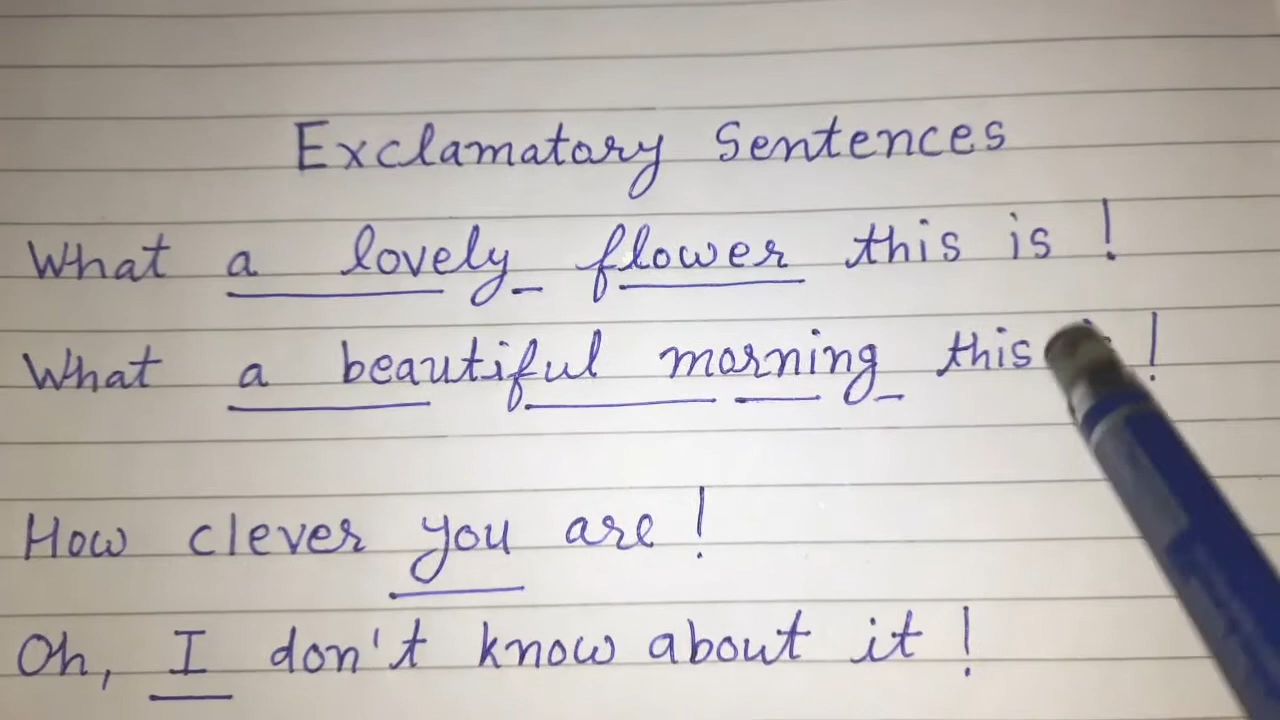 Exclamatory Sentences
What a lovely flower this is !
What a beautiful morning this !
How clever you are !
Oh, I don't know about it !